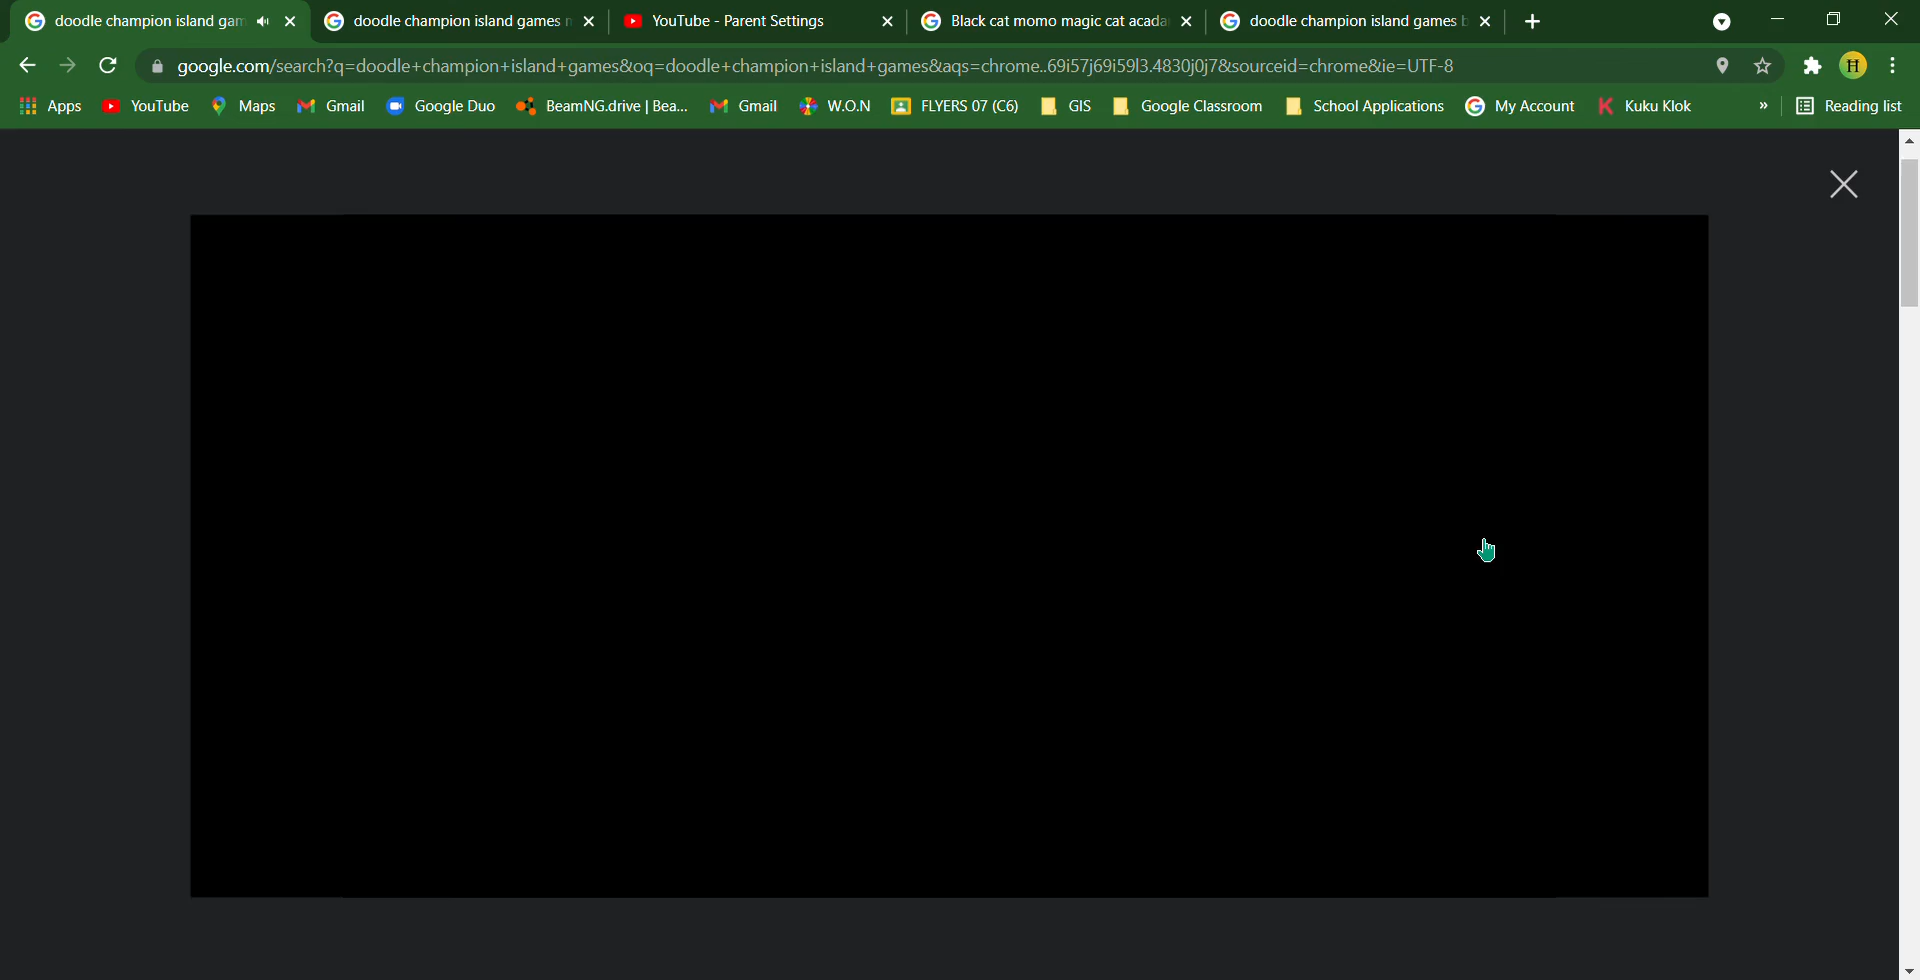 doodle champion island gam
doodle champion island games
YouTube - Parent Settings
Black cat momo magic cat acada
doodle champion island games b
google.com/search?q=doodle+champion+island+games&oq=doodle+champion+island+games&aqs=chrome..69i57j69i59l3.4830j0j7&sourceid=chrome&ie=UTF-8
H
Apps YouTube Maps Gmail Google Duo BeamNG.drive | Bea... Gmail W.O.N FLYERS 07 (C6) GIS Google Classroom School Applications My Account Kuku Klok » Reading list